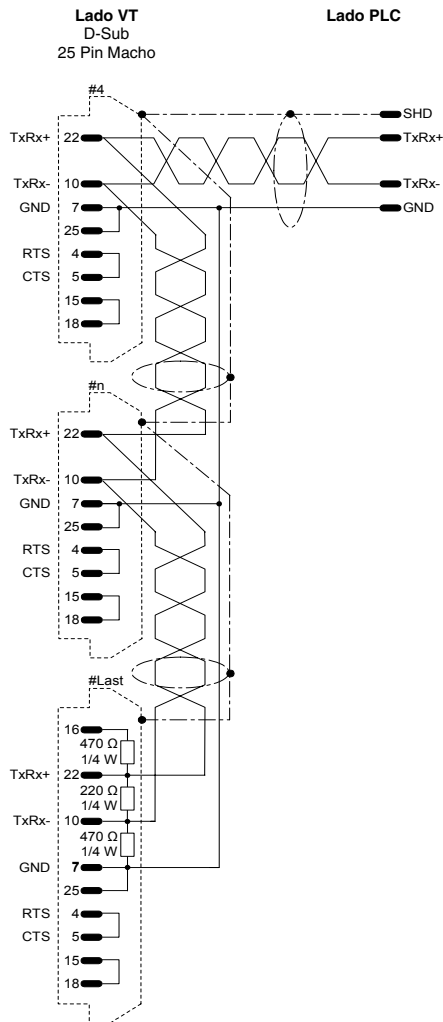 Lado VT
D-Sub
25 Pin Macho
Lado PLC
#4
SHD
TxRx+ 22 TxRx+
TxRx- 10 TxRx-
GND 7 GND
25
RTS 4
CTS 5
15
18
#n
TxRx+ 22
TxRx- 10
GND 7
25
RTS 4
CTS 5
15
18
#Last
16
470 Ω
1/4 W
TxRx+ 22
220 Ω
1/4 W
TxRx- 10
470 Ω
1/4 W
GND 7
25
RTS 4
CTS 5
15
18